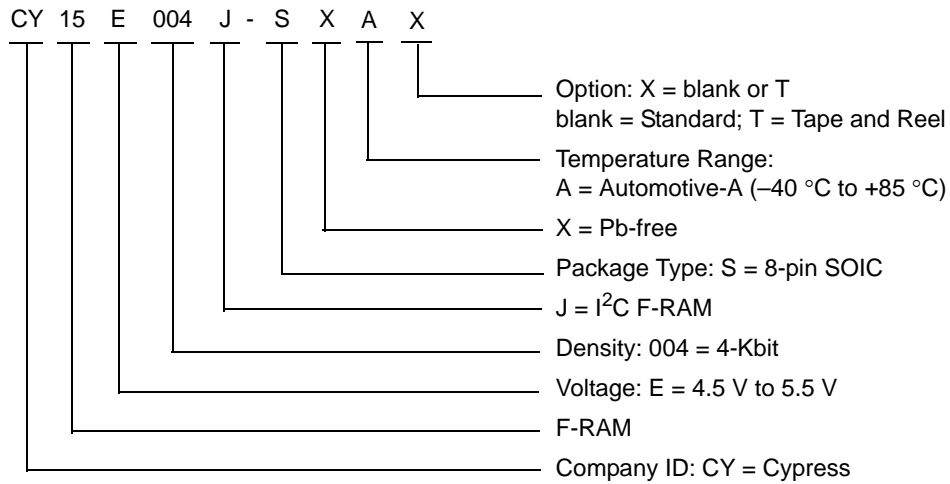 CY 15 E 004 J - S X A X
Option: X = blank or T
blank = Standard; T = Tape and Reel
Temperature Range:
A = Automotive-A (–40 °C to +85 °C)
X = Pb-free
Package Type: S = 8-pin SOIC
J = I²C F-RAM
Density: 004 = 4-Kbit
Voltage: E = 4.5 V to 5.5 V
F-RAM
Company ID: CY = Cypress